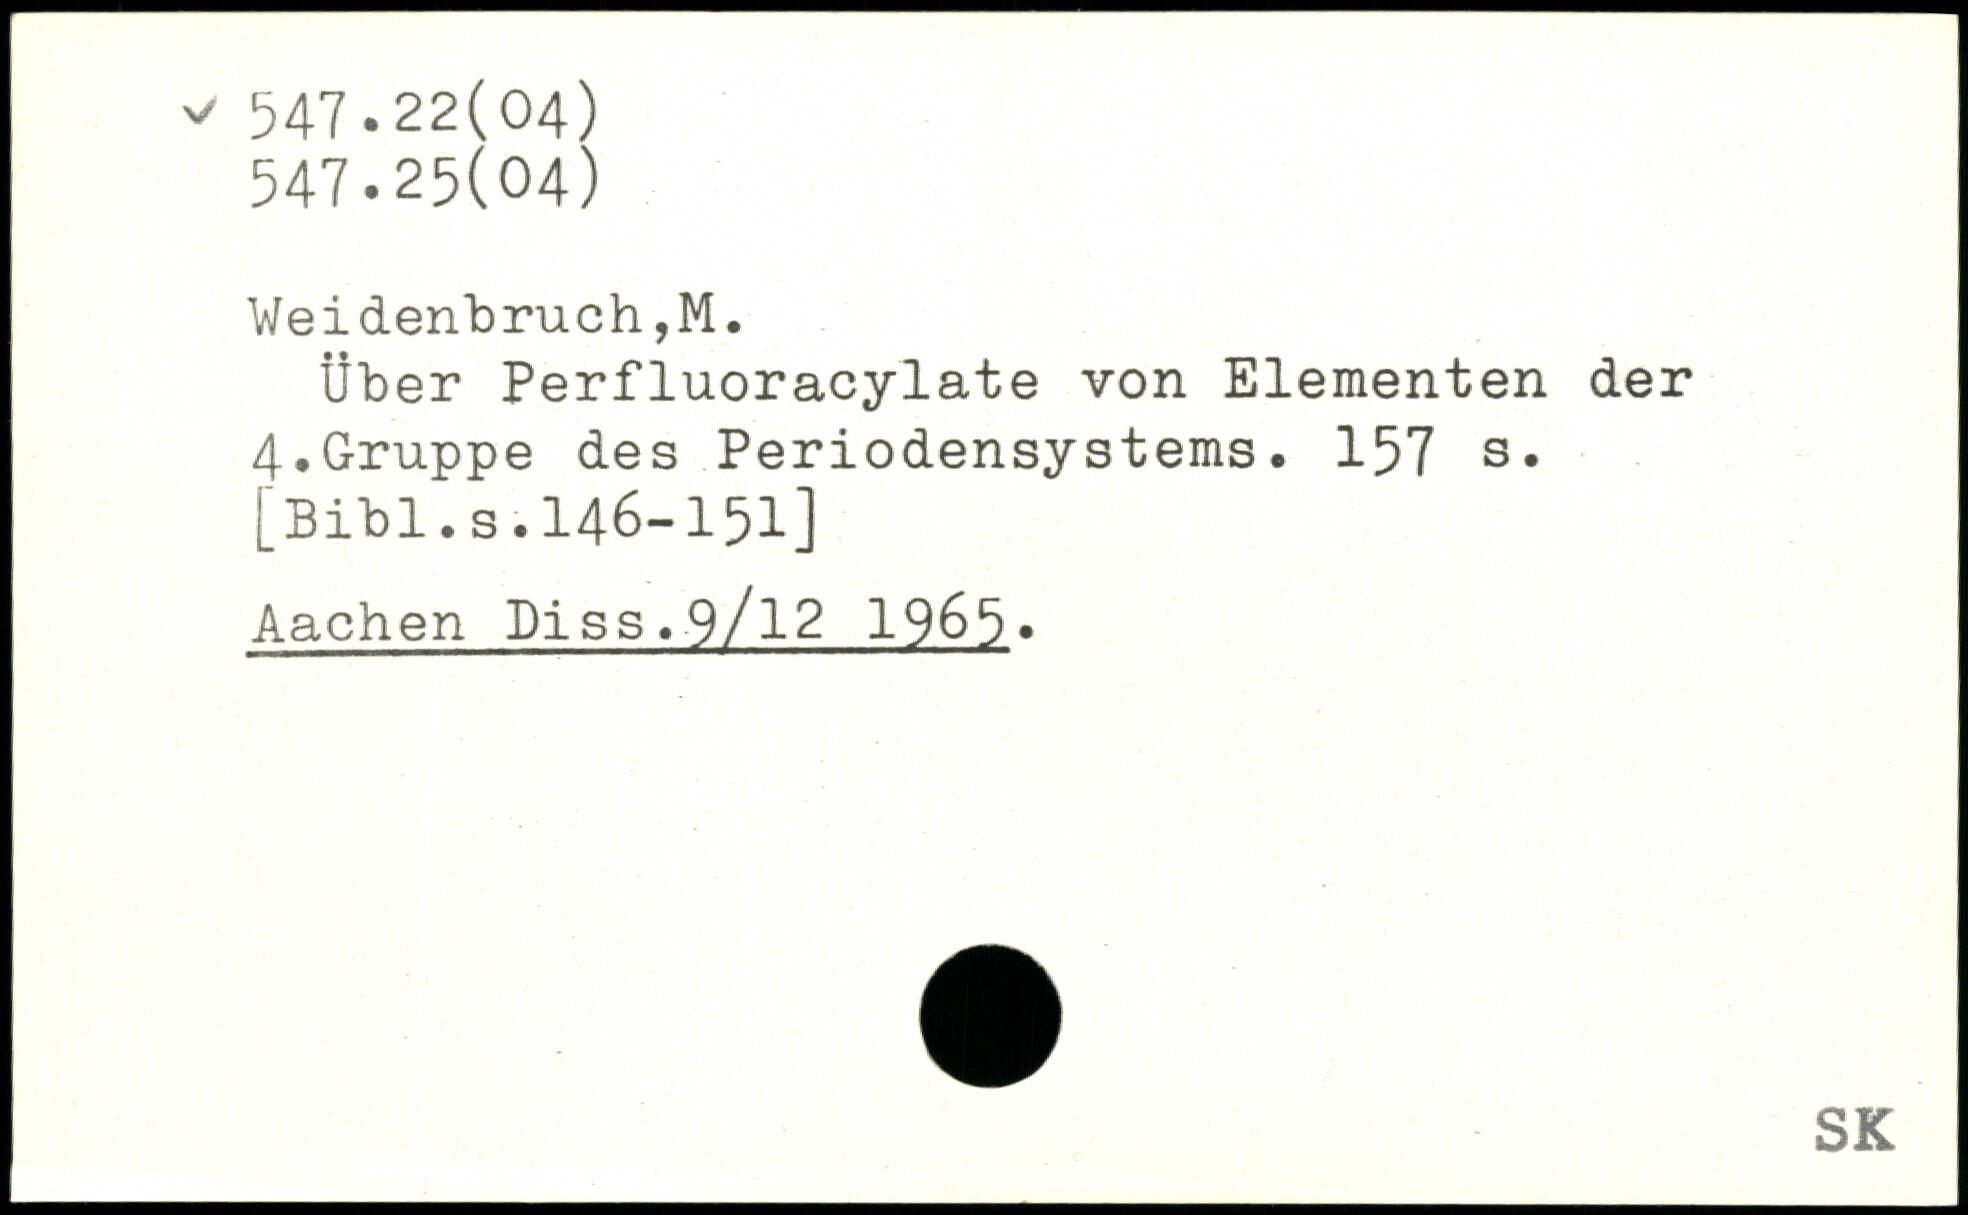 ✓ 547.22(04)
547.25(04)
Weidenbruch,M.
Über Perfluoracylate von Elementen der
4.Gruppe des Periodensystems. 157 s.
[Bibl.s.146-151]
Aachen Diss.9/12 1965.
SK